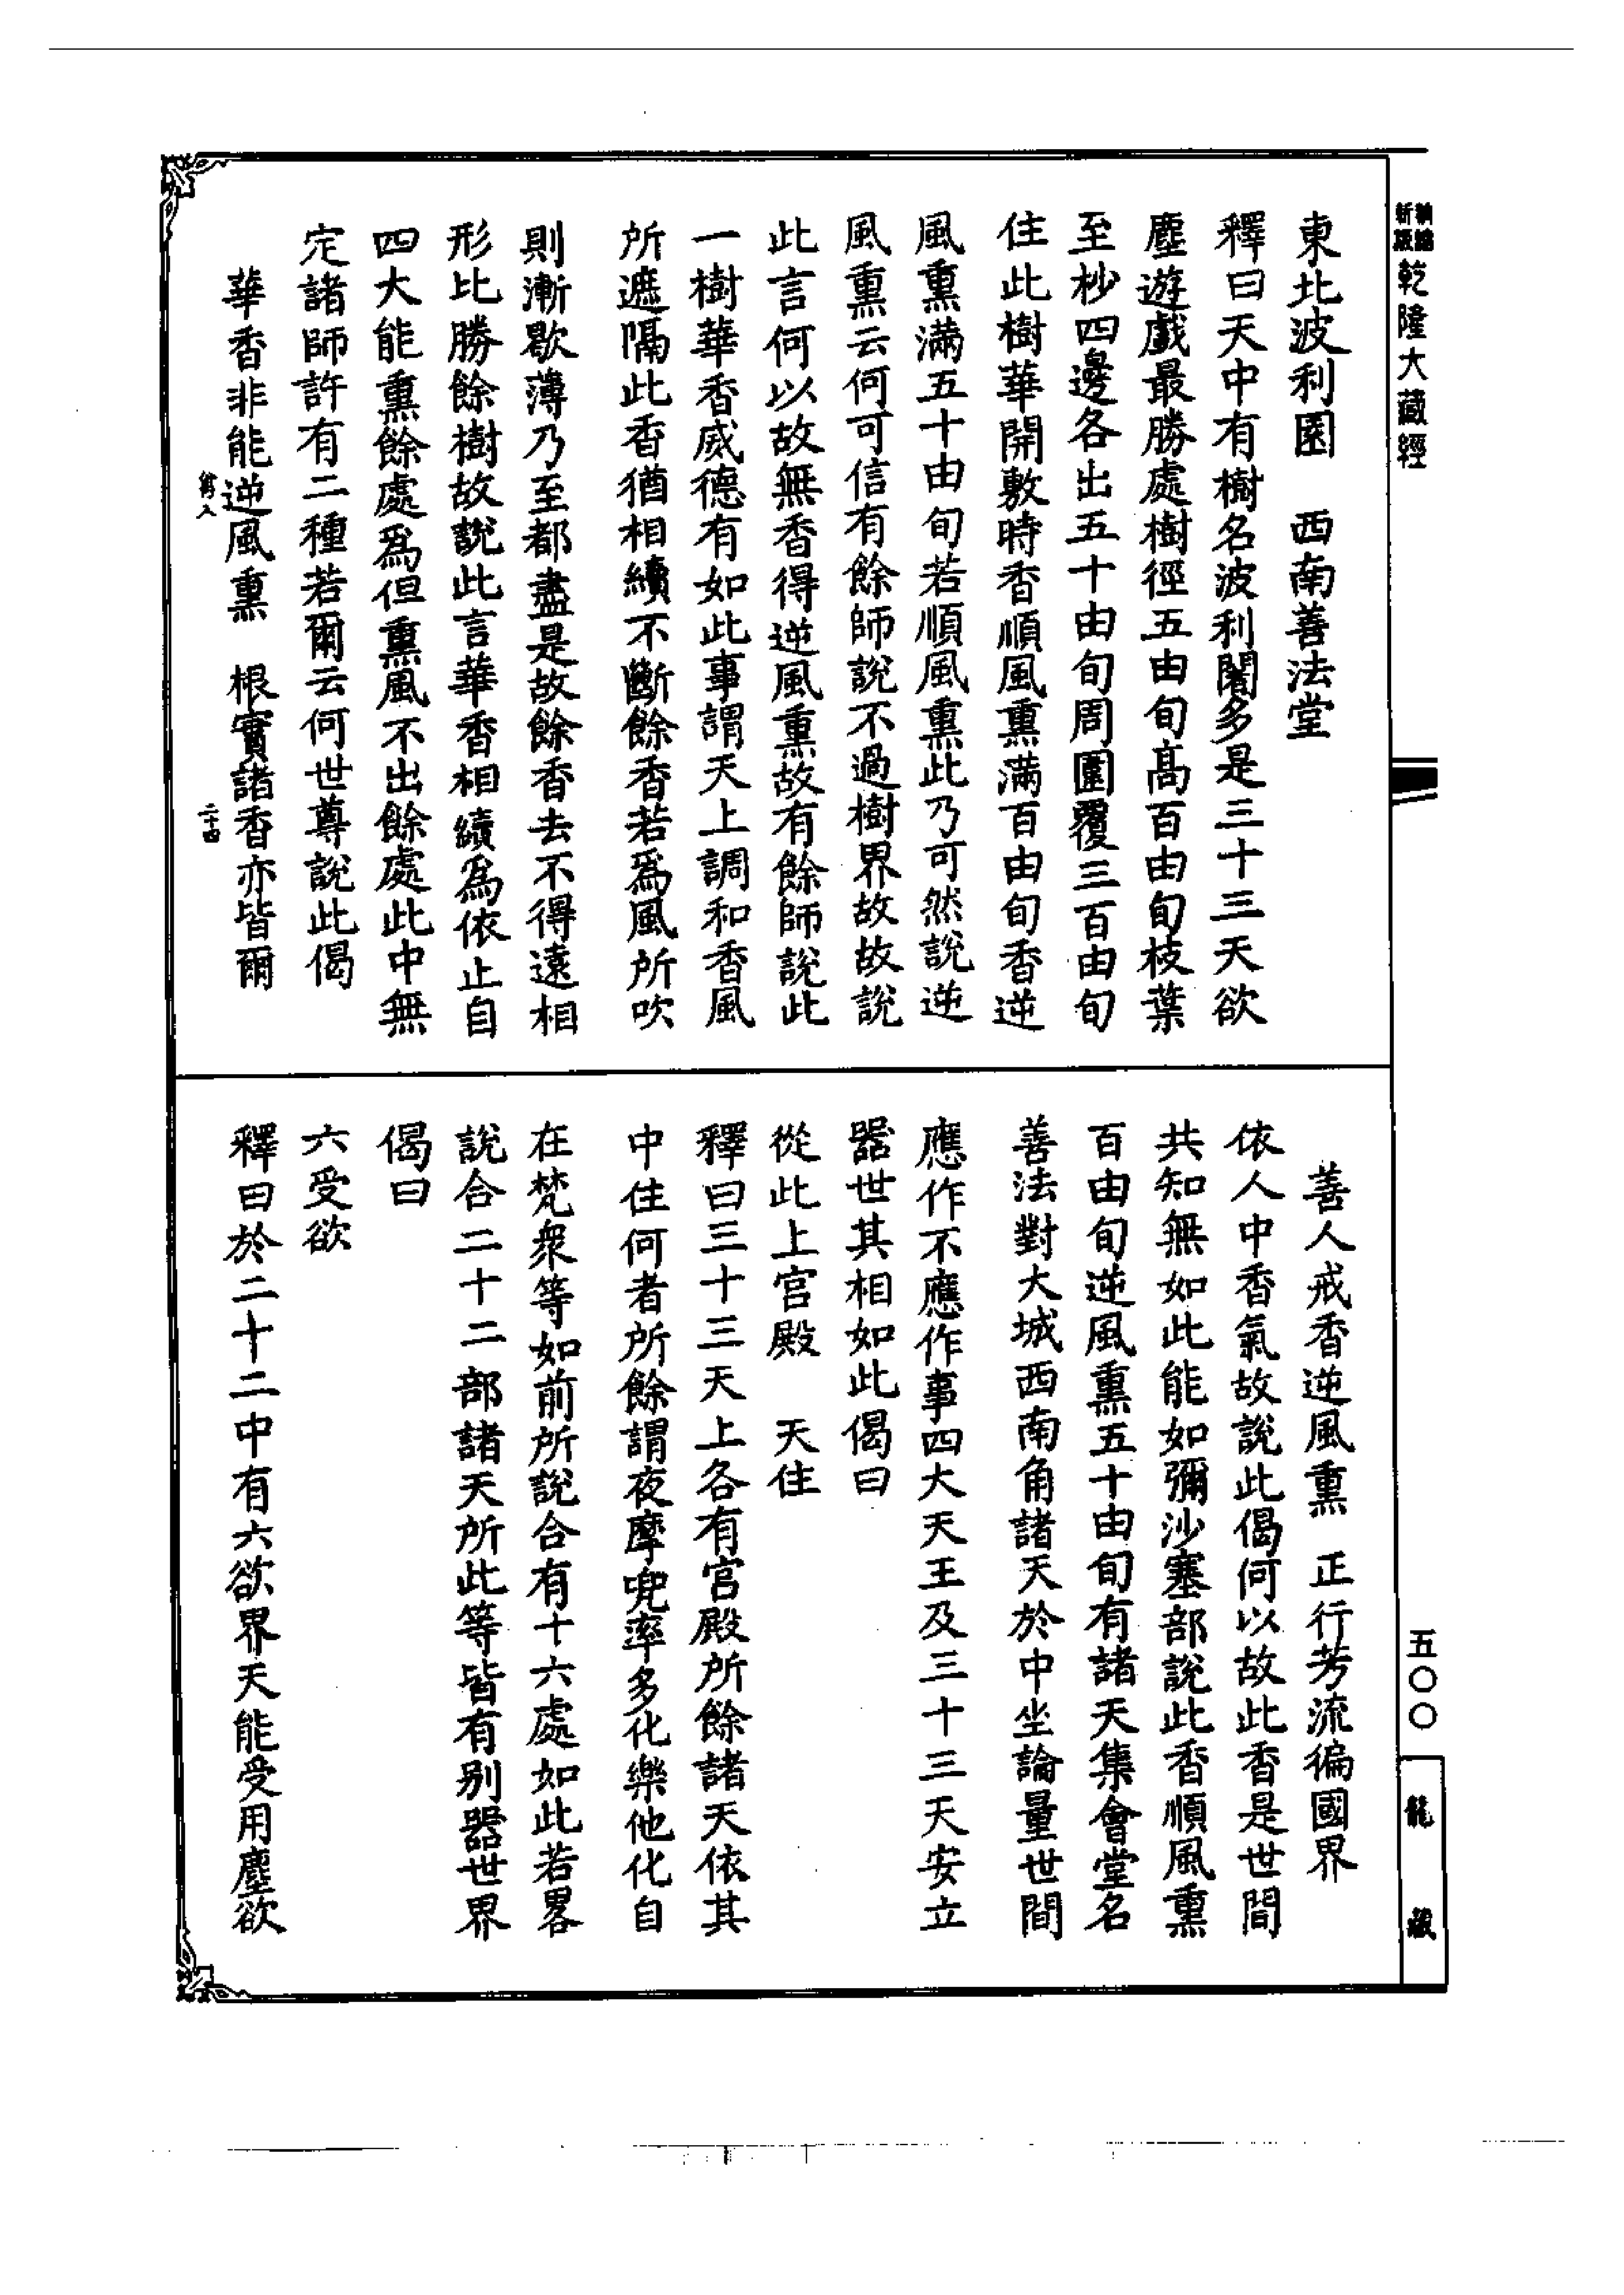 新版
乾隆大藏經
東北波利園　西南善法堂
釋曰天中有樹名波利闍多是三十三天欲
塵遊戲最勝處樹徑五由旬高百由旬枝葉
至杪四邊各出五十由旬周圍覆三百由旬
住此樹華開敷時香順風熏滿百由旬香逆
風熏滿五十由旬若順風熏此乃可然說逆
風熏云何可信有餘師說不過樹界故故說
此言何以故無香得逆風熏故有餘師說此
一樹華香威德有如此事謂天上調和香風
所遮隔此香猶相續不斷餘香若爲風所吹
則漸歇薄乃至都盡是故餘香去不得遠相
形比勝餘樹故說此言華香相續爲依止自
四大能熏餘處爲但熏風不出餘處此中無
定諸師許有二種若爾云何世尊說此偈
華香非能逆風熏　根實諸香亦皆爾
二十四
善人戒香逆風熏　正行芳流徧國界
依人中香氣故說此偈何以故此香是世間
共知無如此能如彌沙塞部說此香順風熏
百由旬逆風熏五十由旬有諸天集會堂名
善法對大城西南角諸天於中坐論量世間
應作不應作事四大天王及三十三天安立
器世其相如此偈曰
從此上宫殿　天住
釋曰三十三天上各有宫殿所餘諸天依其
中住何者所餘謂夜摩兜率多化樂他化自
在梵衆等如前所說合有十六處如此若畧
說合二十二部諸天所此等皆有别器世界
偈曰
六受欲
釋曰於二十二中有六欲界天能受用塵欲
五〇〇
龍藏